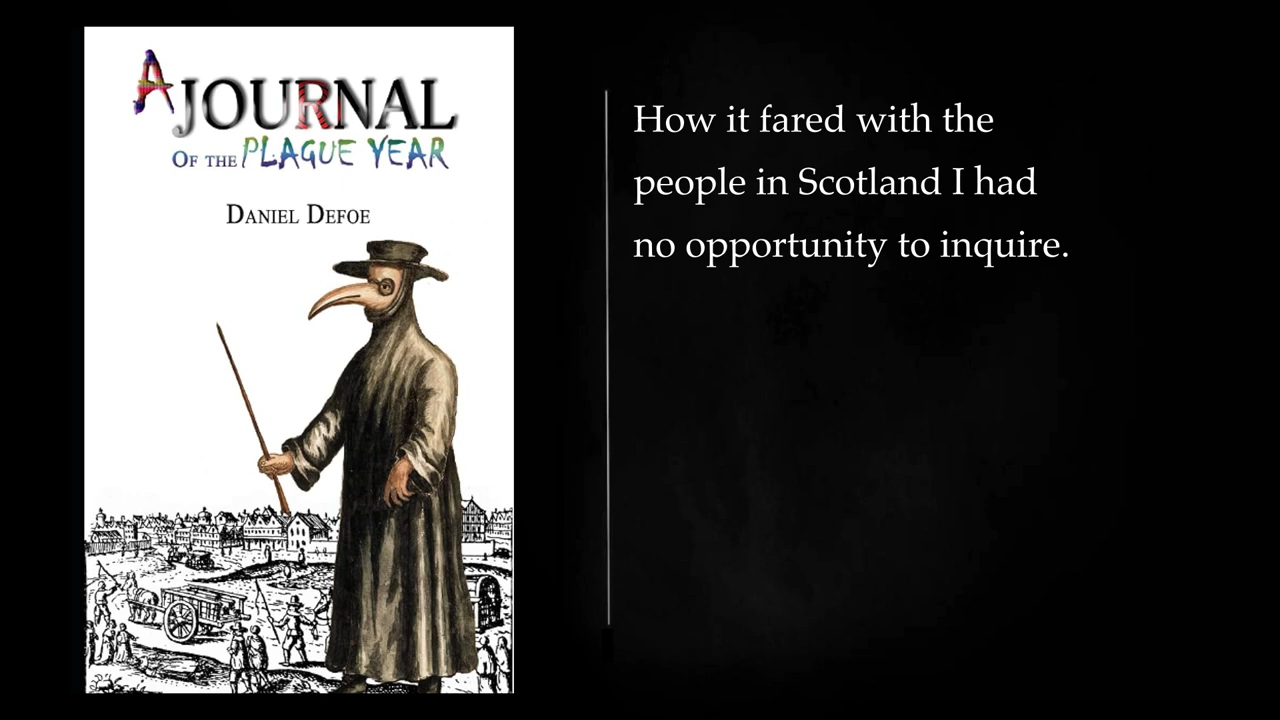 A JOURNAL
OF THE PLAGUE YEAR
DANIEL DEFOE
How it fared with the
people in Scotland I had
no opportunity to inquire.